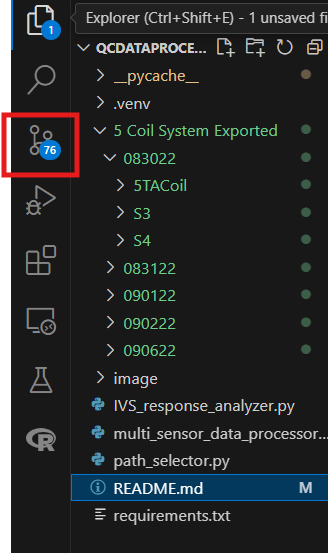 1
Explorer (Ctrl+Shift+E) - 1 unsaved fi
QCDATAPROCE...
__pycache__
.venv
76
5 Coil System Exported
083022
5TACoil
S3
S4
083122
090122
090222
090622
image
IVS_response_analyzer.py
multi_sensor_data_processor...
path_selector.py
README.md M
requirements.txt
R